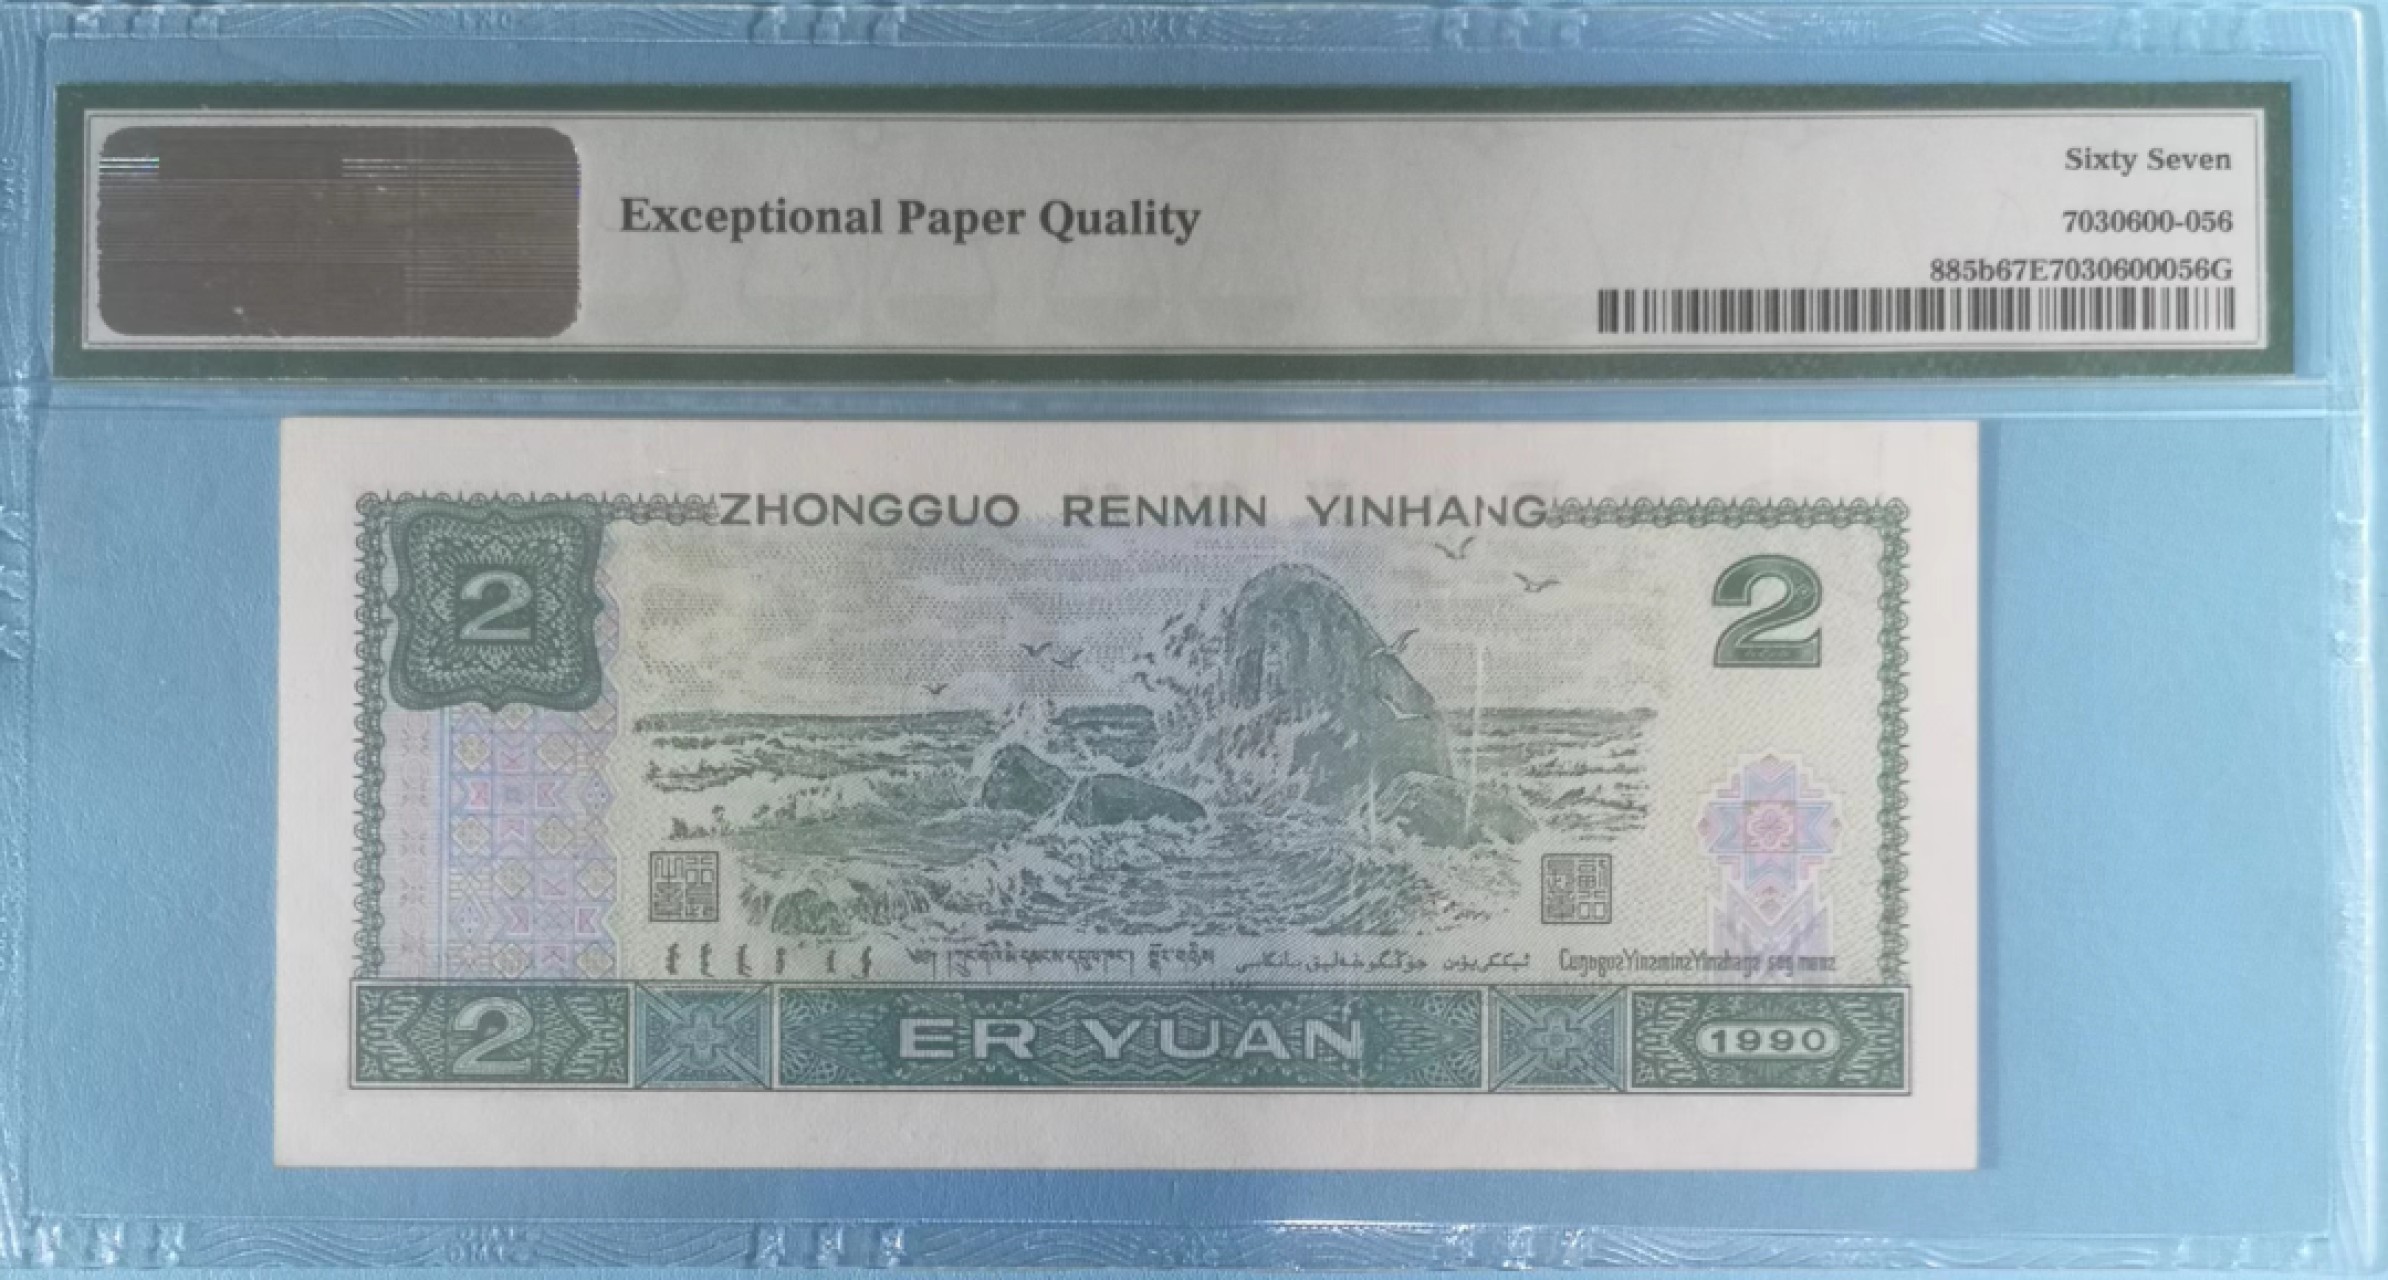 Sixty Seven
Exceptional Paper Quality
7030600-056
885b67E7030600056G
ZHONGGUO RENMIN YINHANG
2
2
2
ER YUAN
1990